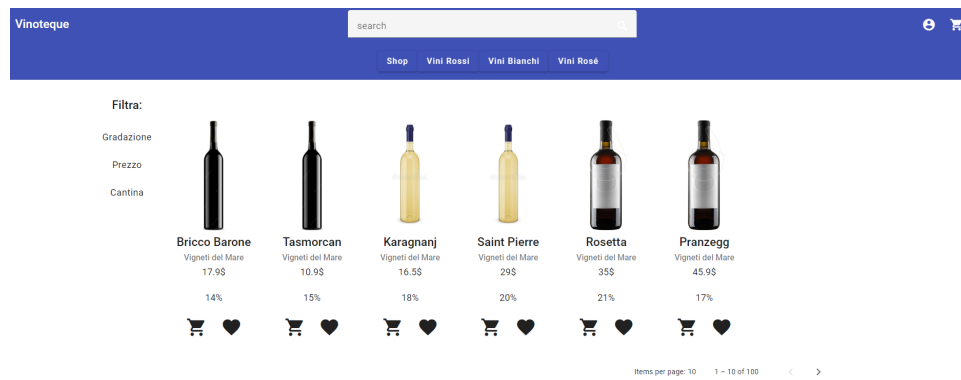 Vinoteque
search
Shop Vini Rossi Vini Bianchi Vini Rosé
Filtra:
Gradazione
Prezzo
Cantina
Bricco Barone Tasmorcan Karagnanj Saint Pierre Rosetta Pranzegg
Vigneti del Mare Vigneti del Mare Vigneti del Mare Vigneti del Mare Vigneti del Mare Vigneti del Mare
17.9$ 10.9$ 16.5$ 29$ 35$ 45.9$
14% 15% 18% 20% 21% 17%
Items per page: 10 1 – 10 of 100